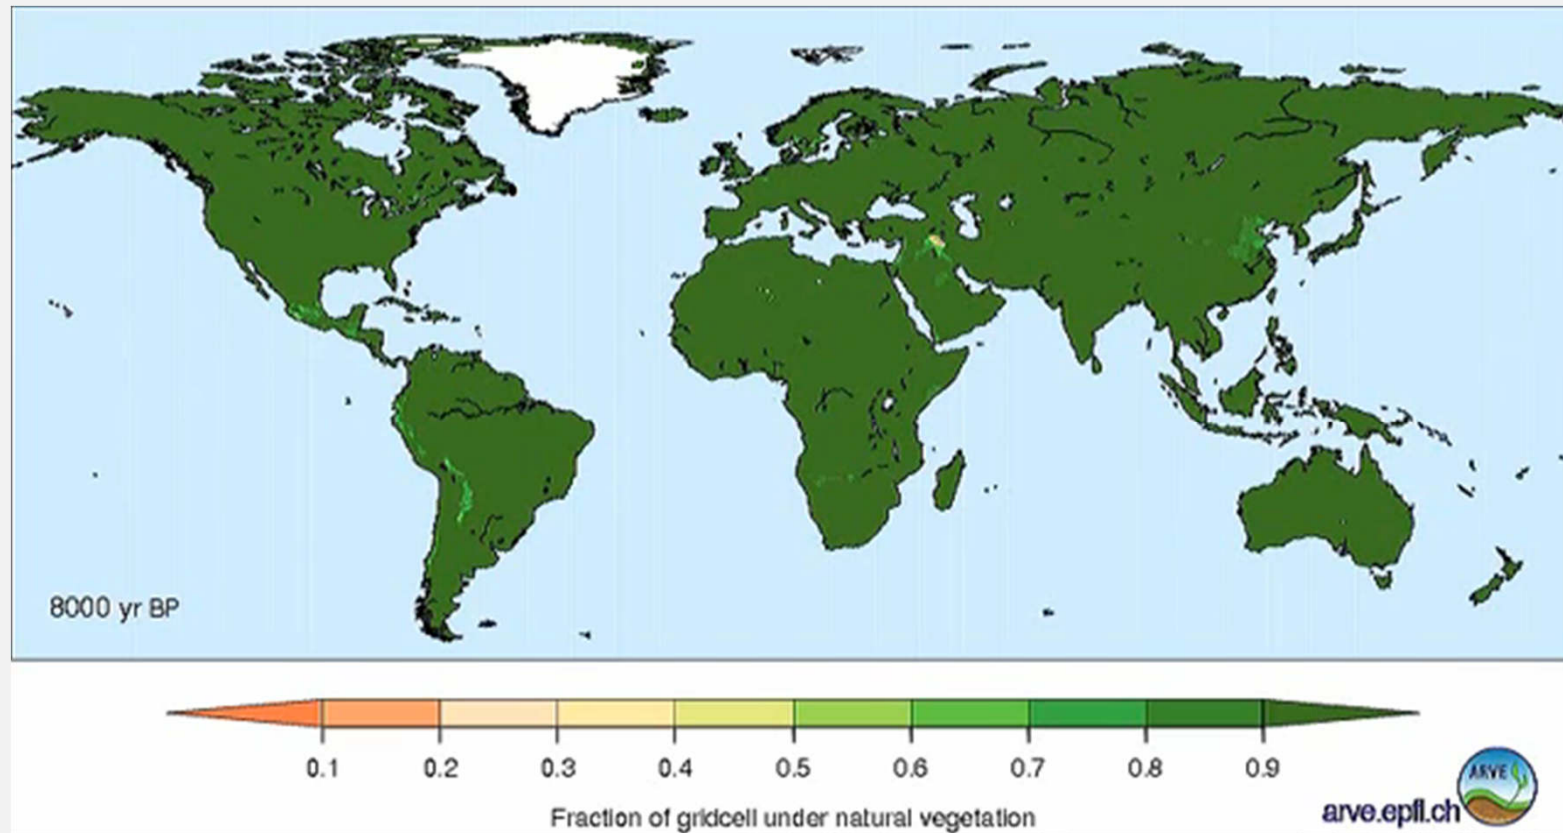 8000 yr BP
0.1 0.2 0.3 0.4 0.5 0.6 0.7 0.8 0.9
Fraction of gridcell under natural vegetation
ARVE
arve.epfl.ch